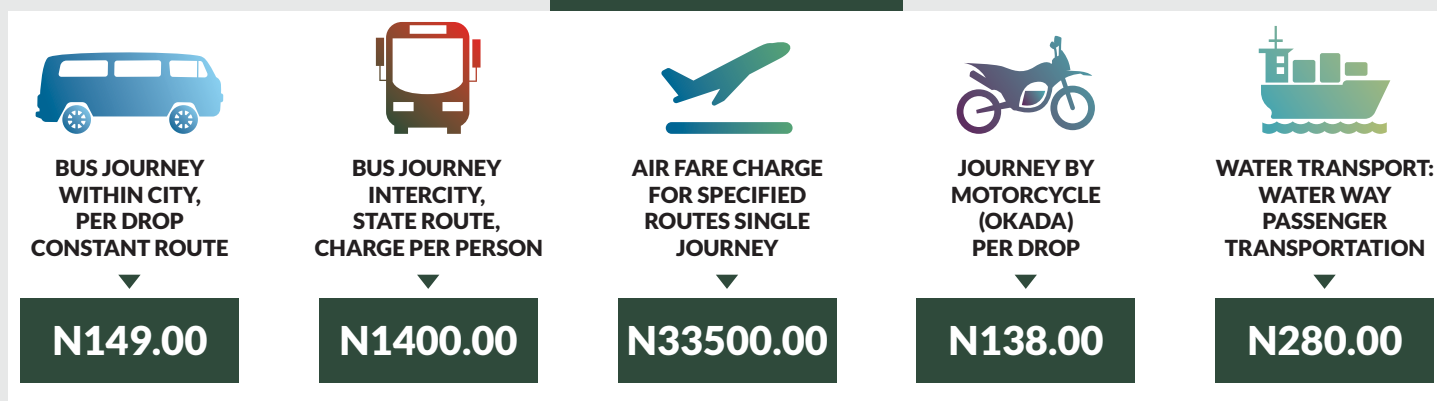 BUS JOURNEY
WITHIN CITY,
PER DROP
CONSTANT ROUTE
N149.00
BUS JOURNEY
INTERCITY,
STATE ROUTE,
CHARGE PER PERSON
N1400.00
AIR FARE CHARGE
FOR SPECIFIED
ROUTES SINGLE
JOURNEY
N33500.00
JOURNEY BY
MOTORCYCLE
(OKADA)
PER DROP
N138.00
WATER TRANSPORT:
WATER WAY
PASSENGER
TRANSPORTATION
N280.00